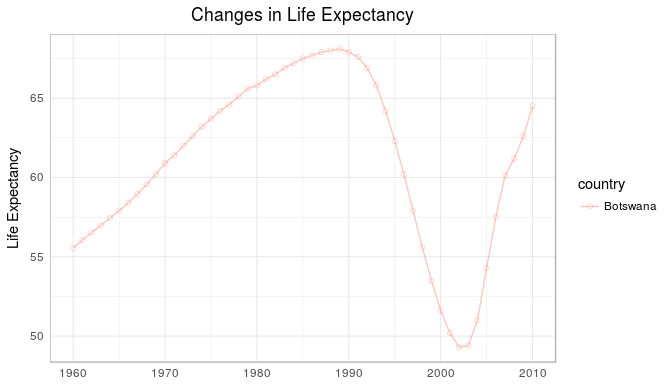 Changes in Life Expectancy
Life Expectancy
65
60
55
50
1960 1970 1980 1990 2000 2010
country
Botswana